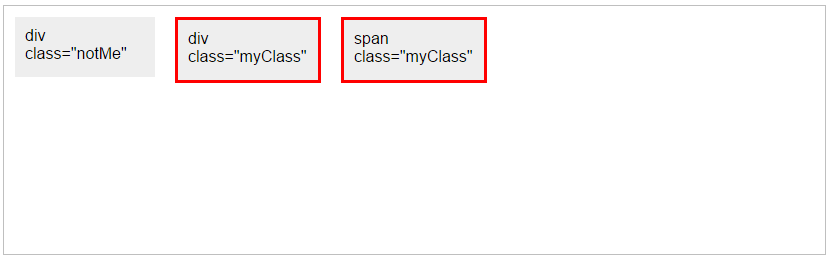 div
class="notMe"
div
class="myClass"
span
class="myClass"